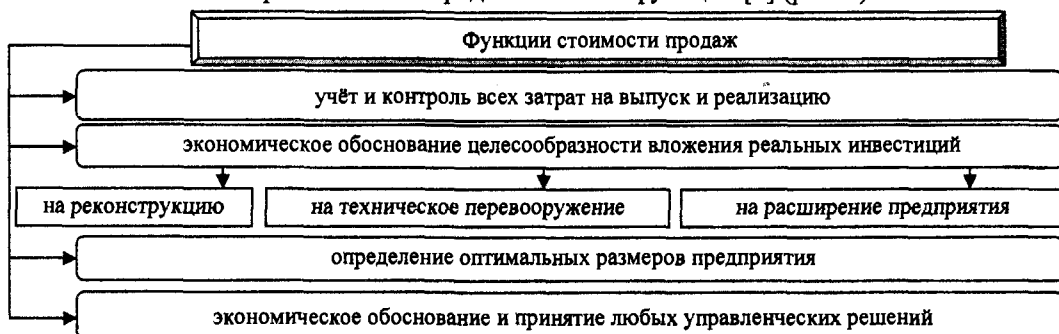 Функции стоимости продаж
учёт и контроль всех затрат на выпуск и реализацию
экономическое обоснование целесообразности вложения реальных инвестиций
на реконструкцию
на техническое перевооружение
на расширение предприятия
определение оптимальных размеров предприятия
экономическое обоснование и принятие любых управленческих решений